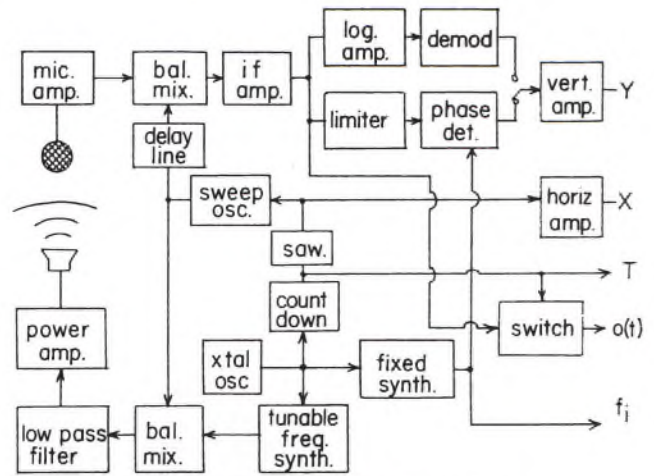 mic.
amp.
bal.
mix.
i f
amp.
log.
amp.
demod
limiter
phase
det.
vert.
amp.
Y
delay
line
sweep
osc.
horiz
amp.
X
saw.
T
count
down
power
amp.
switch
o(t)
xtal
osc
fixed
synth.
low pass
filter
bal.
mix.
tunable
freq.
synth.
fi